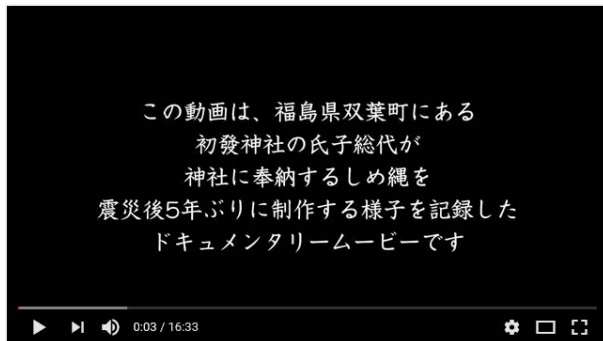 この動画は、福島県双葉町にある
初發神社の氏子総代が
神社に奉納するしめ縄を
震災後5年ぶりに制作する様子を記録した
ドキュメンタリームービーです
0:03 / 16:33